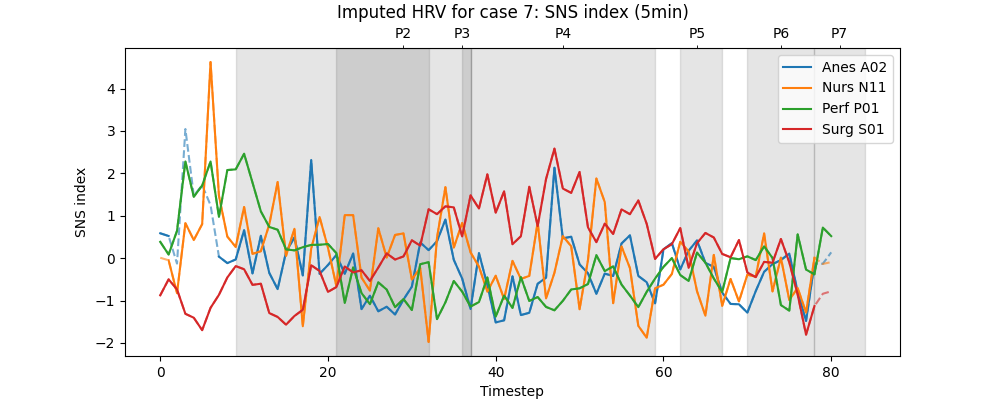 Imputed HRV for case 7: SNS index (5min)
P2 P3 P4 P5 P6 P7
Anes A02
Nurs N11
Perf P01
Surg S01
SNS index
4
3
2
1
0
−1
−2
0 20 40 60 80
Timestep